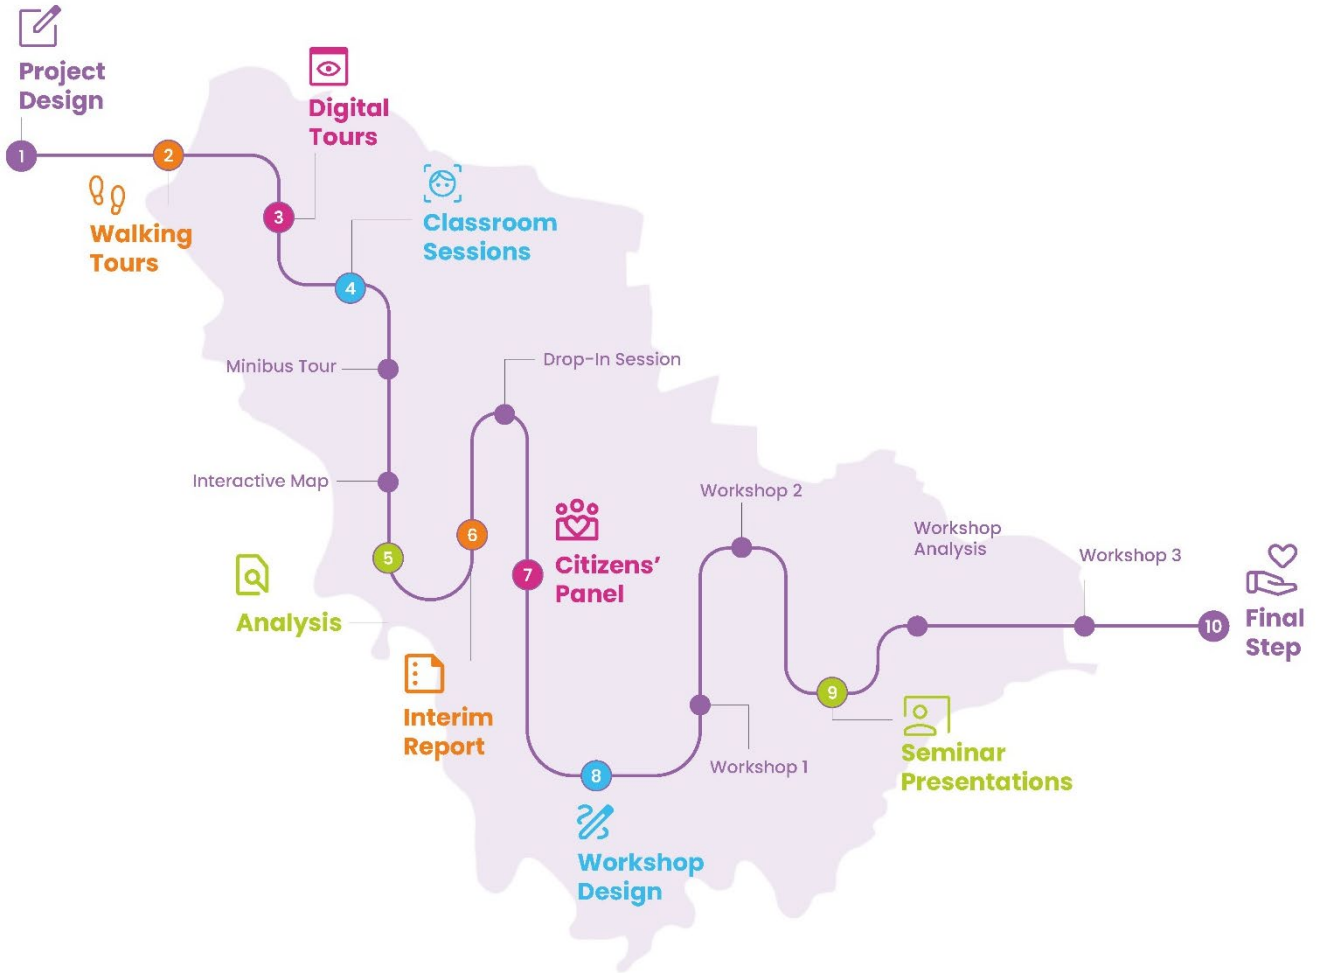 Project
Design
1
2
Walking
Tours
Digital
Tours
3
Classroom
Sessions
4
Minibus Tour
Interactive Map
5
Analysis
6
Interim
Report
Drop-In Session
7
Citizens’
Panel
8
Workshop
Design
Workshop 1
Workshop 2
9
Seminar
Presentations
Workshop
Analysis
Workshop 3
10
Final
Step